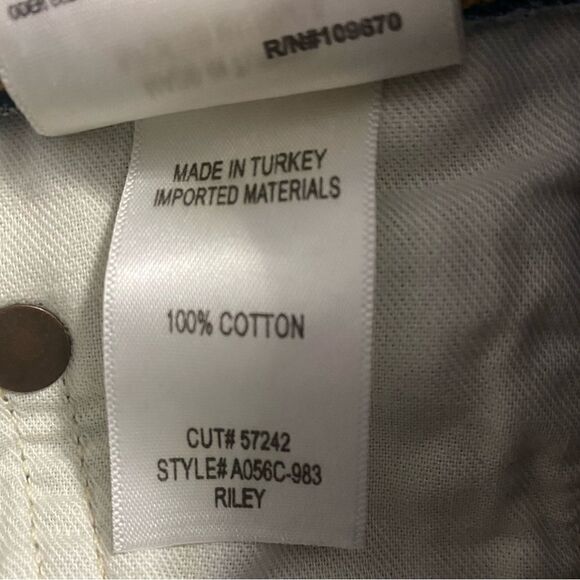 R/N#109670
MADE IN TURKEY
IMPORTED MATERIALS
100% COTTON
CUT# 57242
STYLE# A056C-983
RILEY